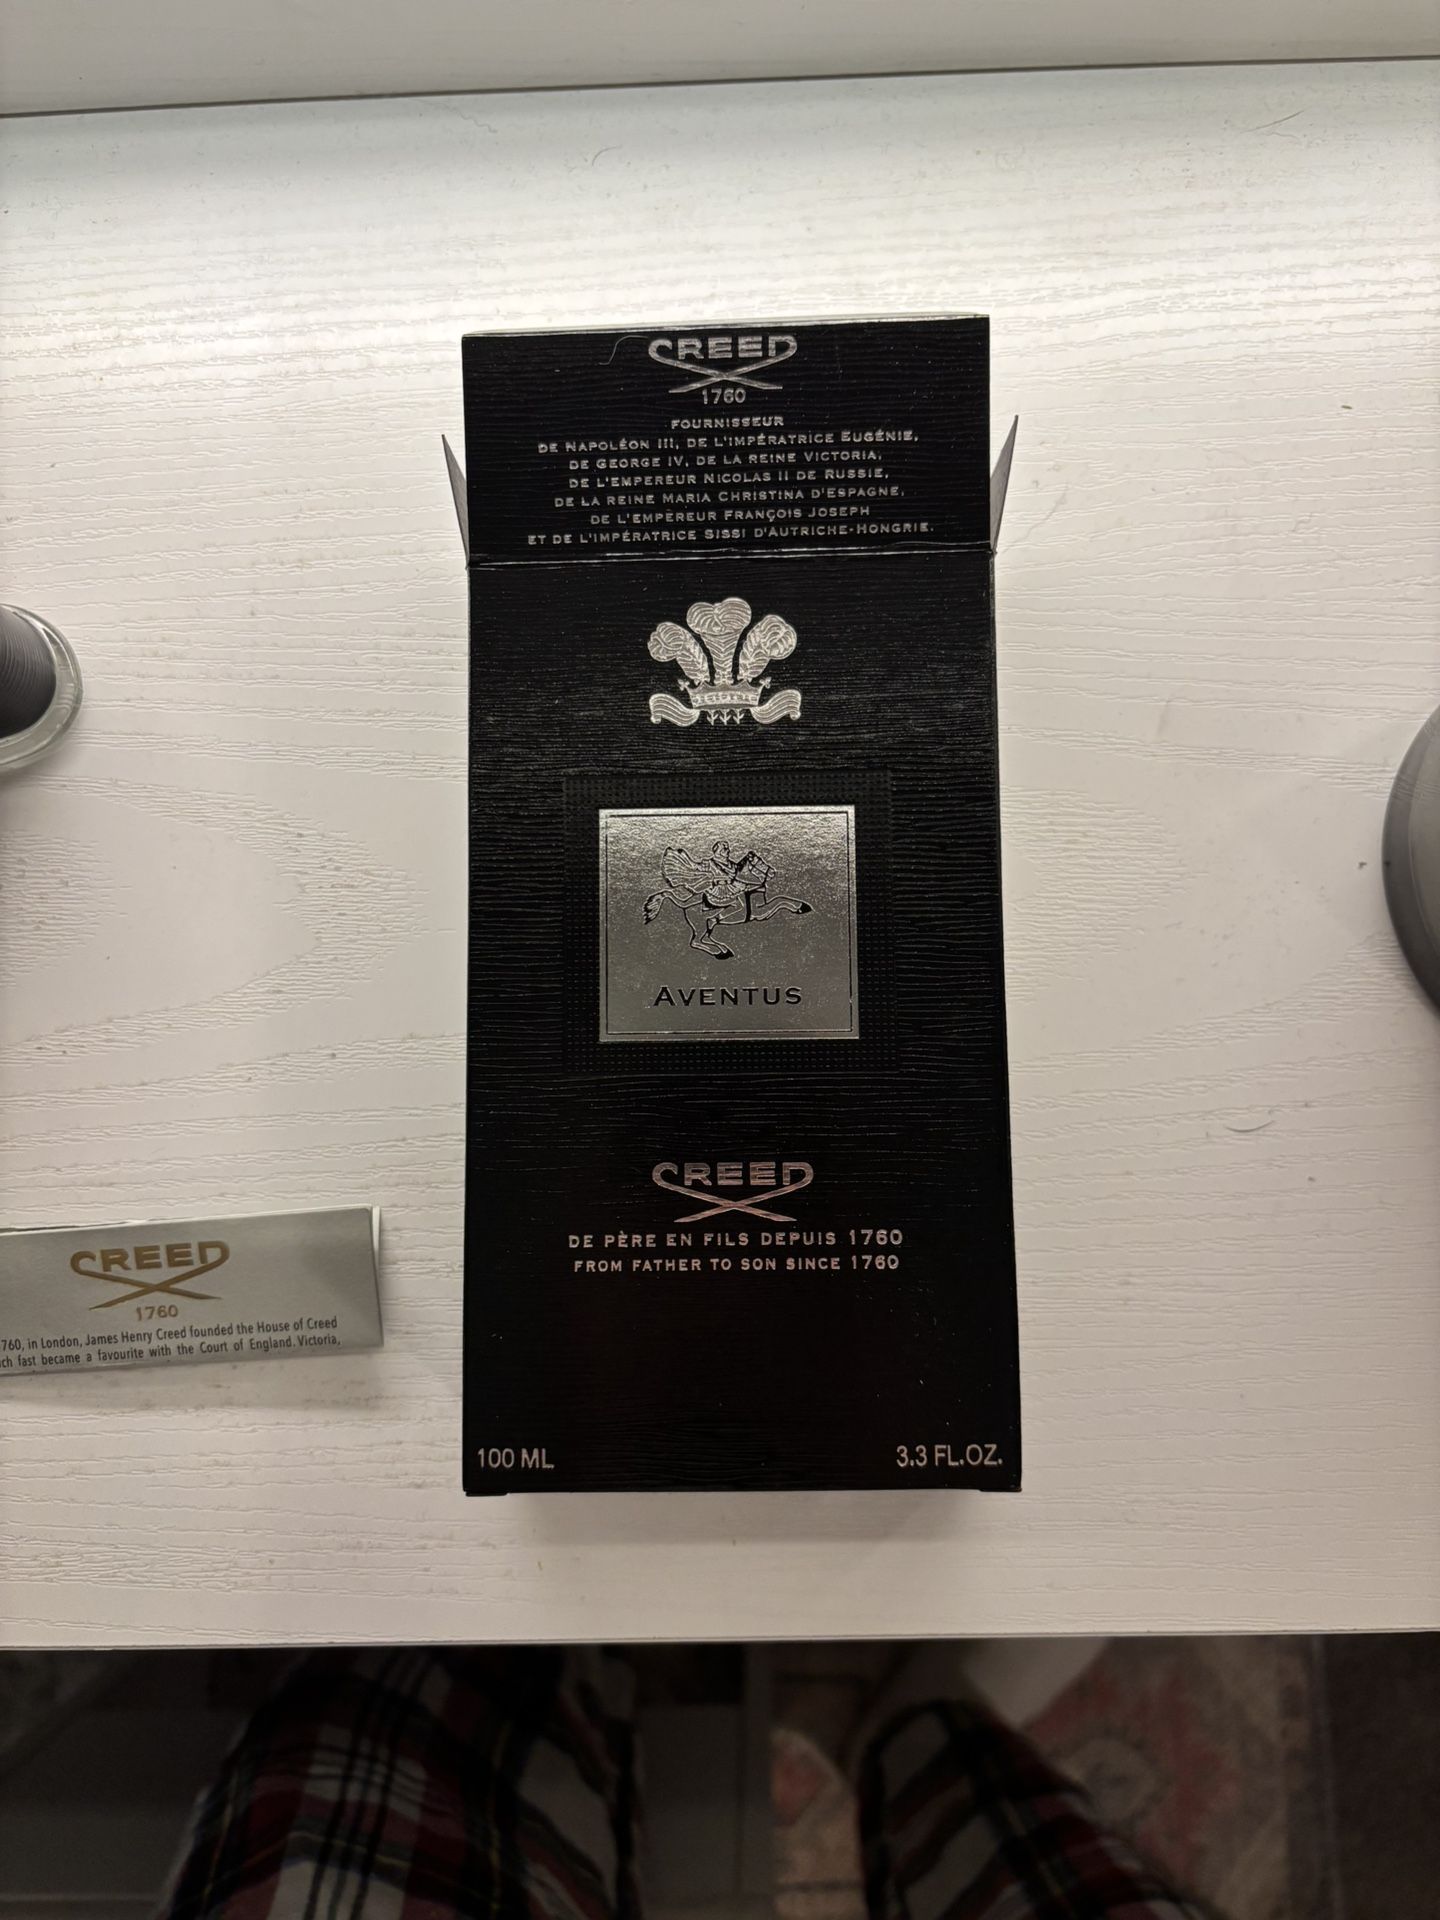 CREED
1760
FOURNISSEUR
DE NAPOLÉON III, DE L'IMPÉRATRICE EUGÉNIE,
DE GEORGE IV, DE LA REINE VICTORIA,
DE L'EMPEREUR NICOLAS II DE RUSSIE,
DE LA REINE MARIA CHRISTINA D'ESPAGNE,
DE L'EMPEREUR FRANÇOIS JOSEPH
ET DE L'IMPÉRATRICE SISSI D'AUTRICHE-HONGRIE.
AVENTUS
CREED
DE PÈRE EN FILS DEPUIS 1760
FROM FATHER TO SON SINCE 1760
100 ML
3.3 FL.OZ.
CREED
1760
760, in London, James Henry Creed founded the House of Creed
ch fast became a favourite with the Court of England. Victoria,